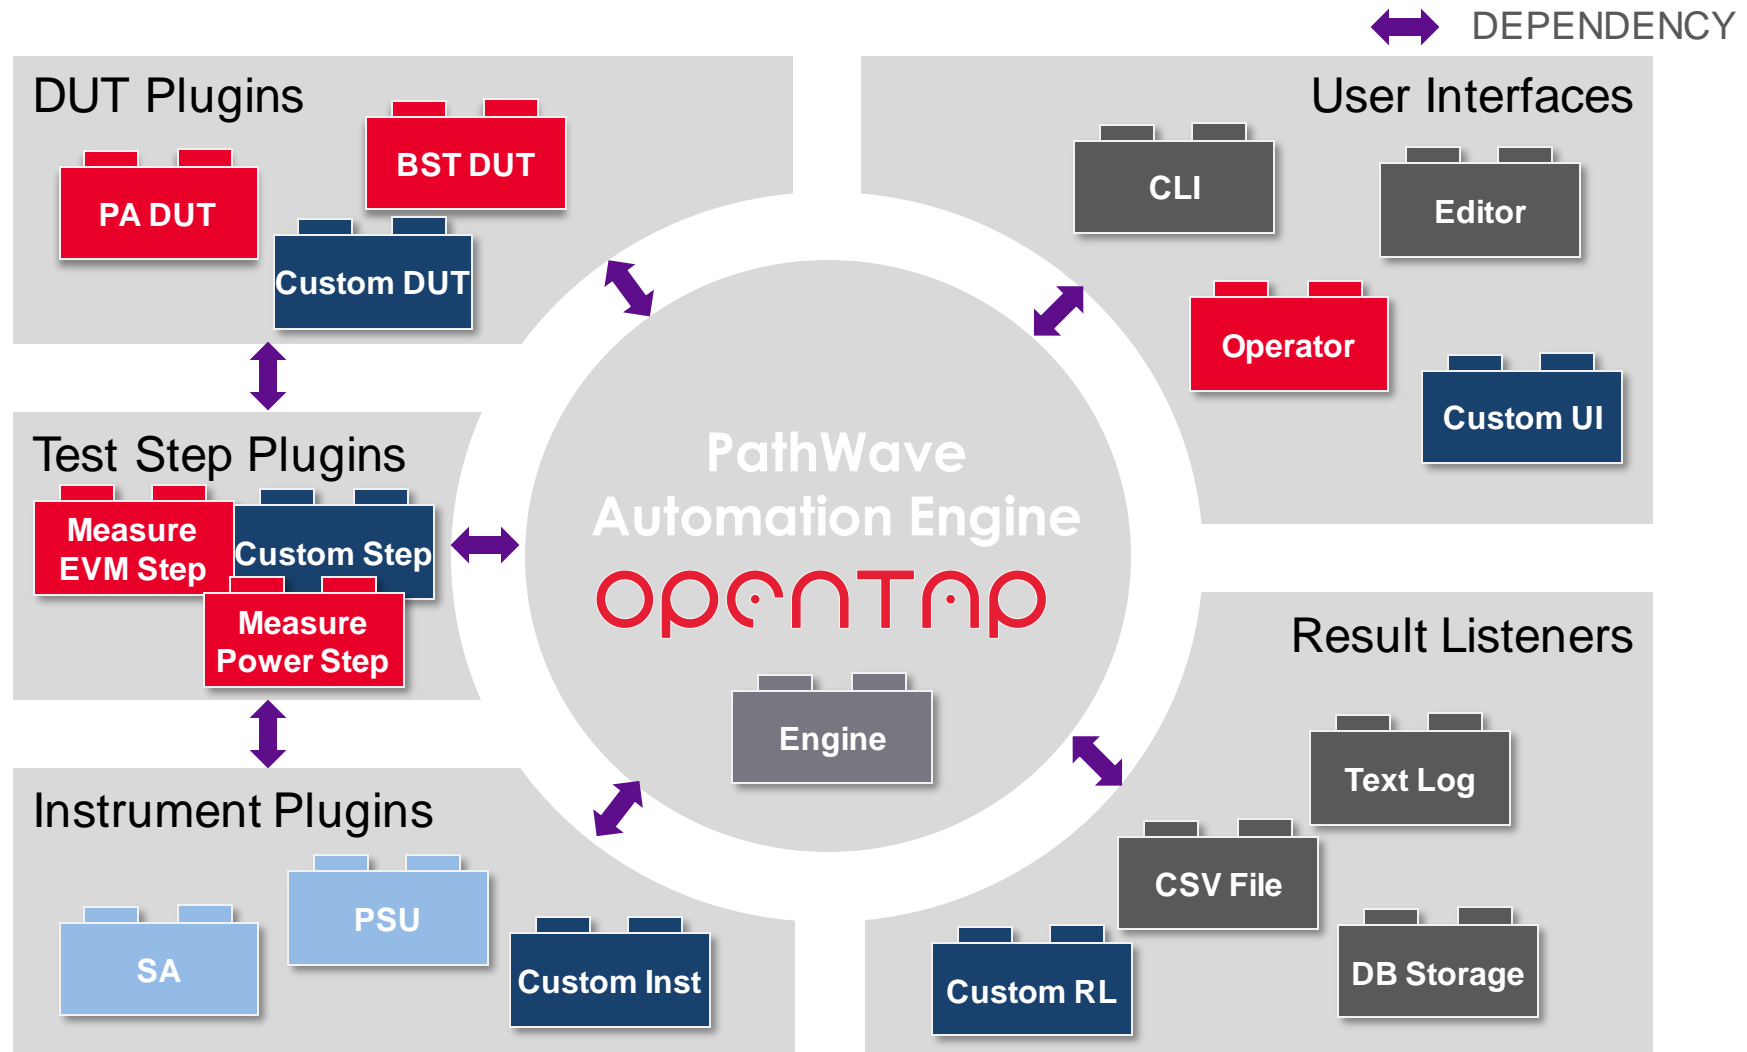 DEPENDENCY
DUT Plugins
BST DUT
PA DUT
Custom DUT
User Interfaces
CLI
Editor
Operator
Custom UI
Test Step Plugins
Measure
EVM Step
Custom Step
Measure
Power Step
PathWave
Automation Engine
OpenTAP
Engine
Instrument Plugins
PSU
SA
Custom Inst
Result Listeners
Text Log
CSV File
DB Storage
Custom RL